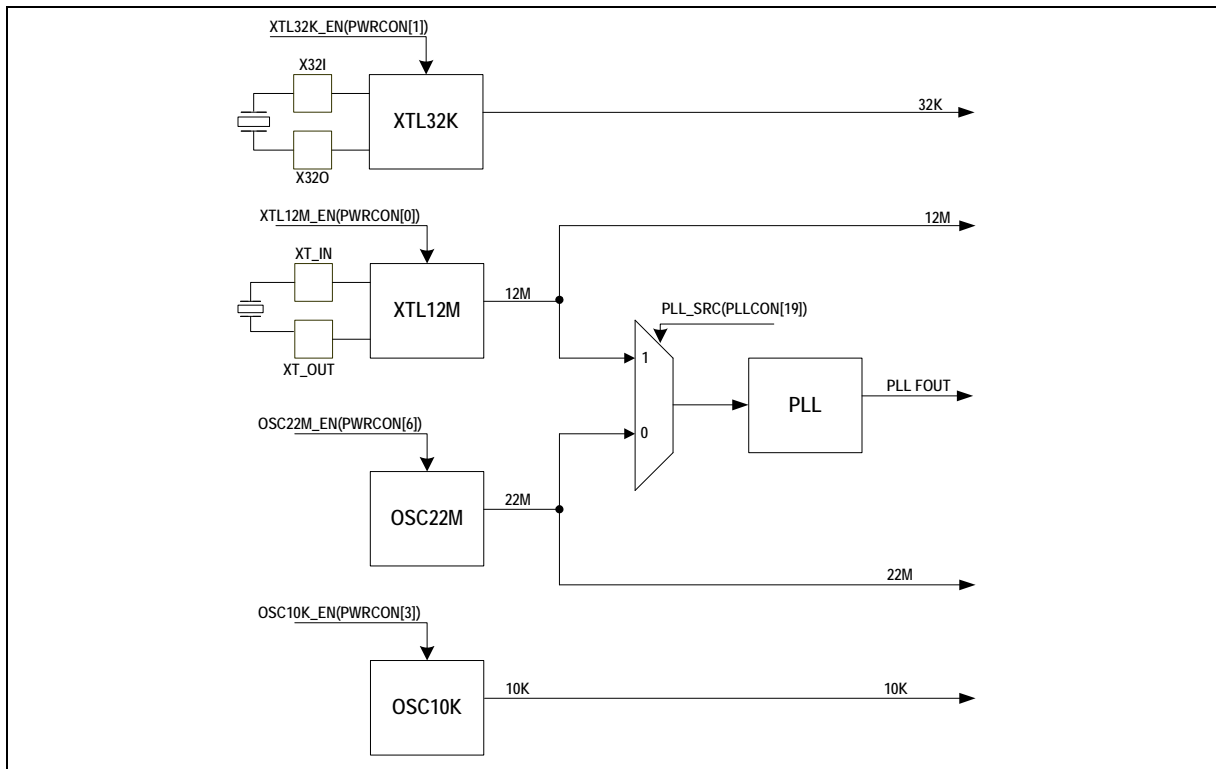 XTL32K_EN(PWRCON[1])
X32I
XTL32K
32K
X32O
XTL12M_EN(PWRCON[0])
12M
XT_IN
XTL12M
12M
PLL_SRC(PLLCON[19])
1
XT_OUT
PLL
PLL FOUT
OSC22M_EN(PWRCON[6])
0
OSC22M
22M
22M
OSC10K_EN(PWRCON[3])
OSC10K
10K
10K